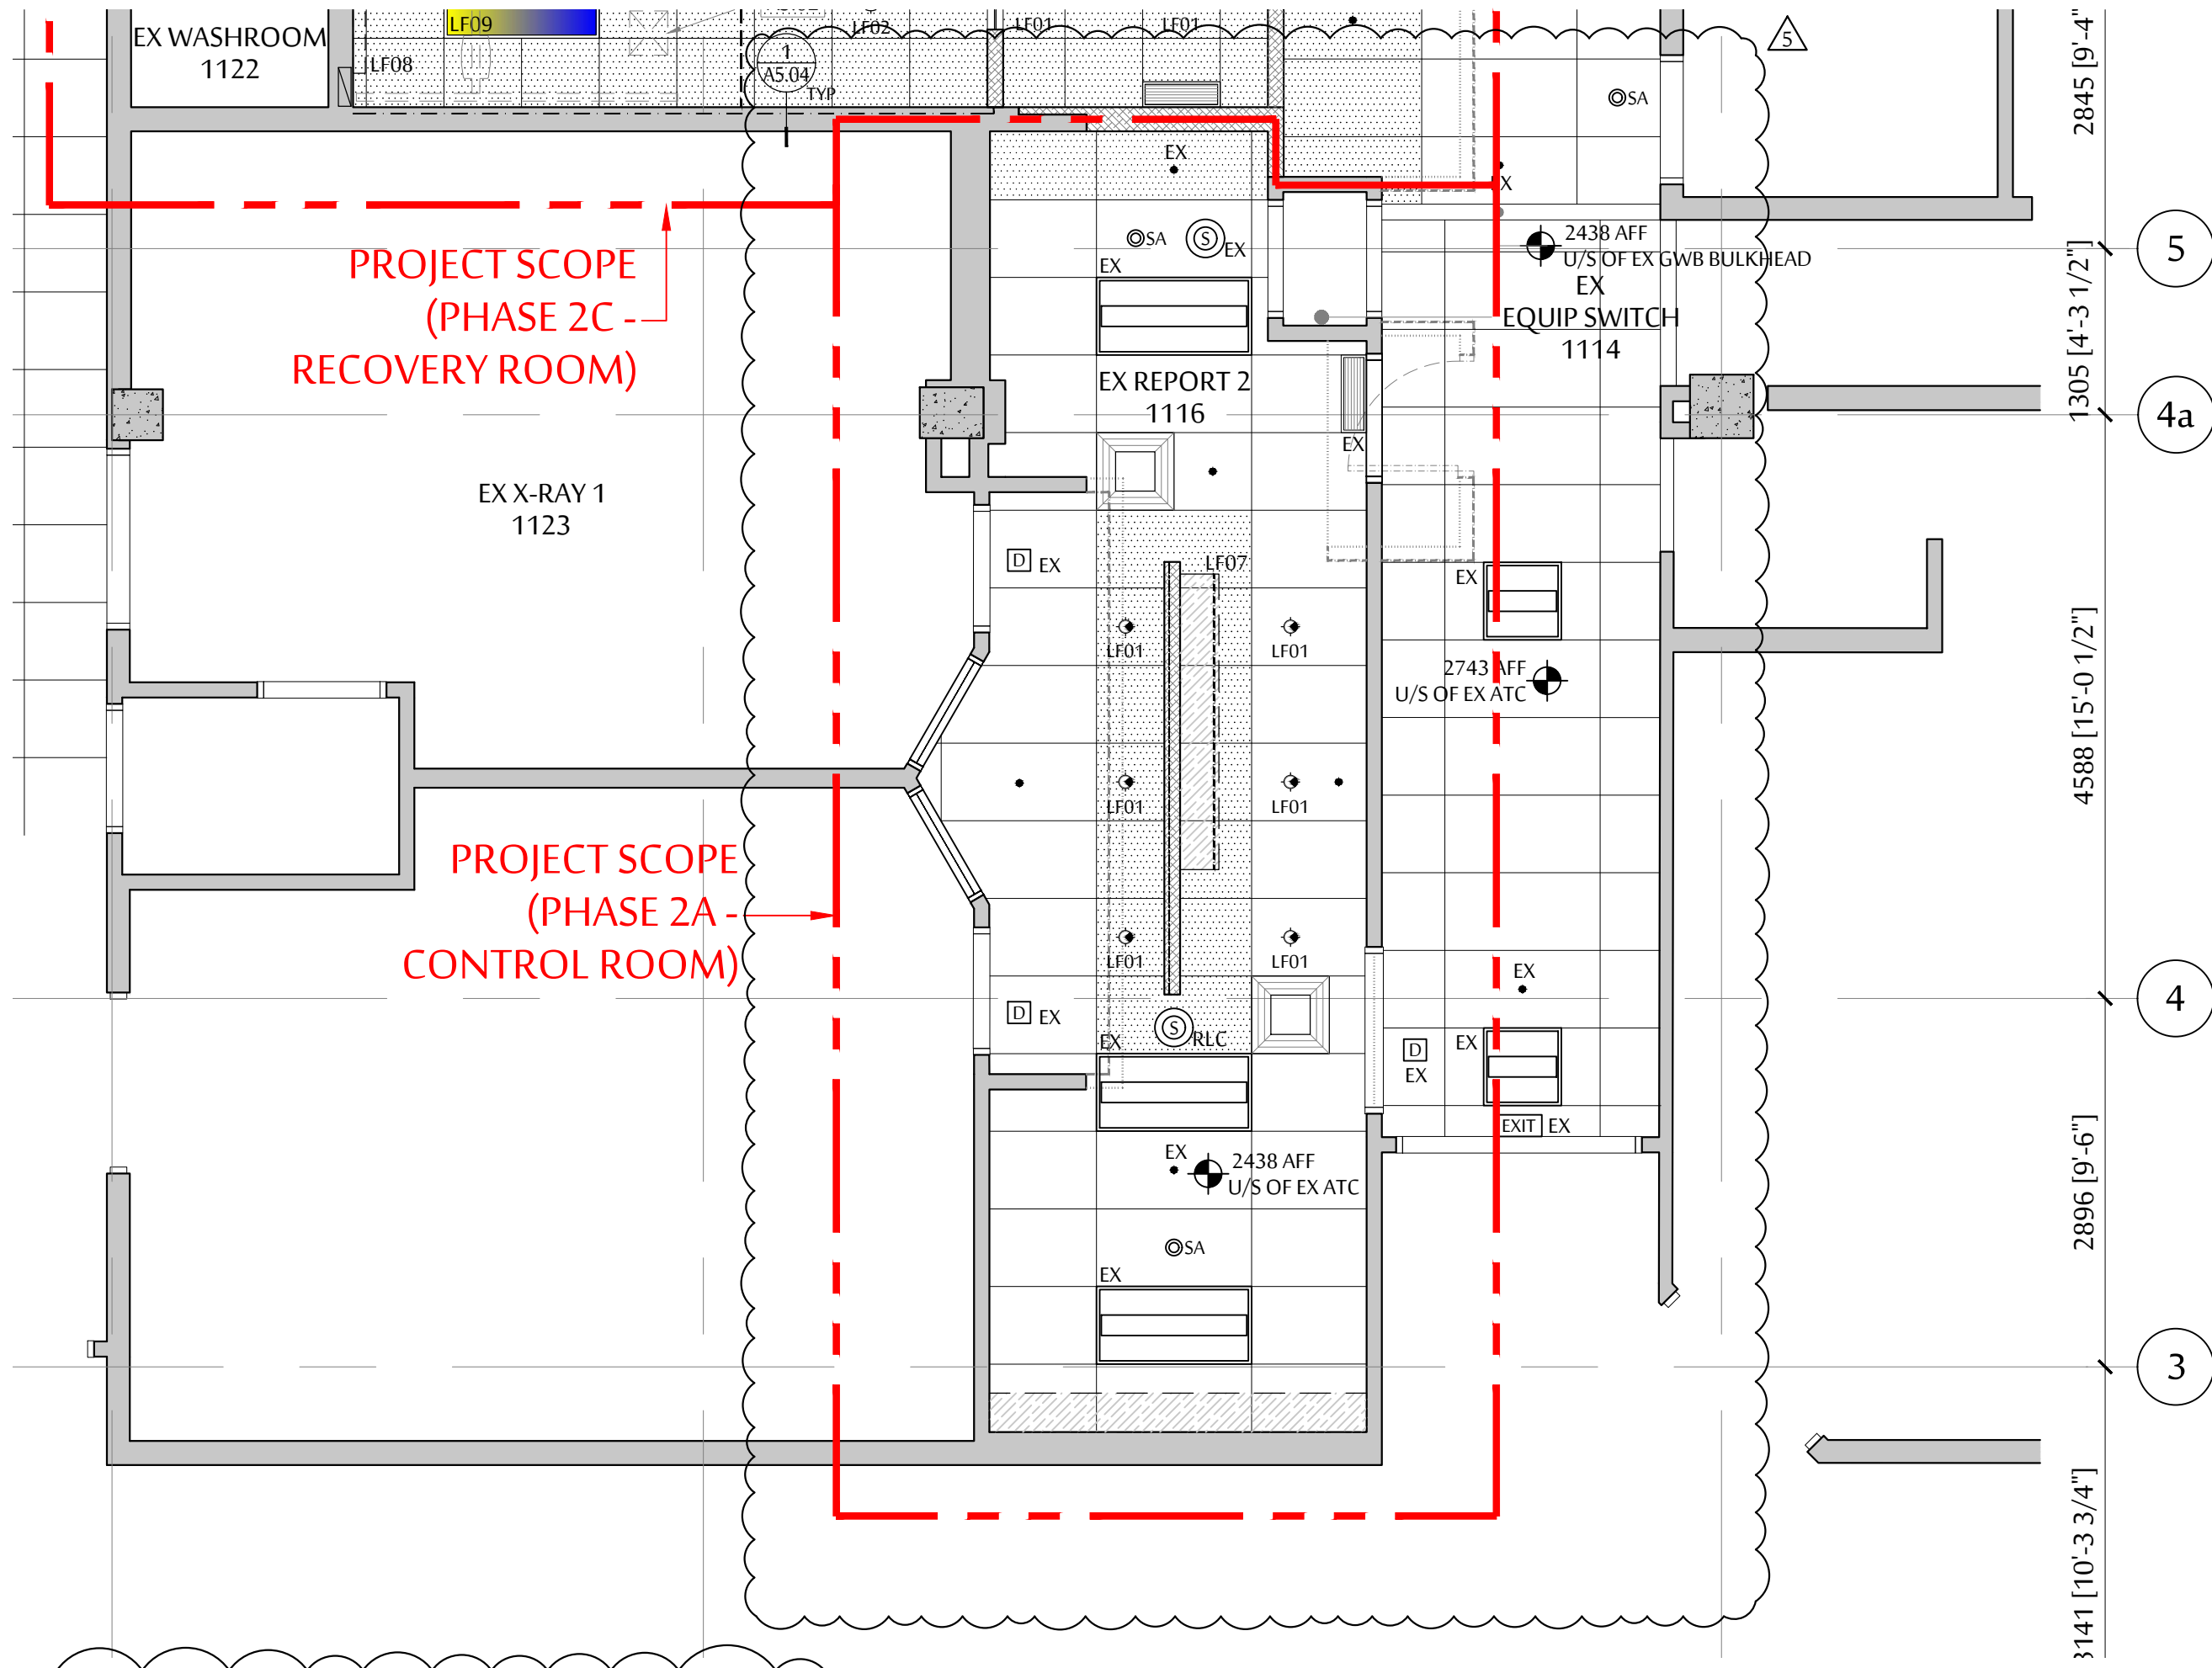 EX WASHROOM
1122
LF09
LF08
LF02
LF01
LF01
1
A5.04
TYP
5
SA
2845 [9'-4"
EX
EX
SA
S
EX
EX
2438 AFF
U/S OF EX GWB BULKHEAD
EX
EQUIP SWITCH
1114
5
PROJECT SCOPE
(PHASE 2C -
RECOVERY ROOM)
1305 [4'-3 1/2"]
EX REPORT 2
1116
4a
EX
EX X-RAY 1
1123
D
EX
LF07
EX
LF01
LF01
2743 AFF
U/S OF EX ATC
4588 [15'-0 1/2"]
LF01
LF01
PROJECT SCOPE
(PHASE 2A -
CONTROL ROOM)
LF01
LF01
EX
4
D
EX
EX
S
RLC
EX
D
EX
EXIT
EX
EX
2438 AFF
U/S OF EX ATC
2896 [9'-6"]
SA
EX
3
3141 [10'-3 3/4"]